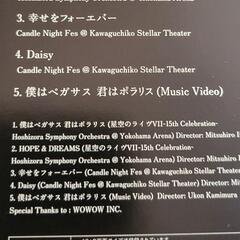 3. 幸せをフォーエバー
Candle Night Fes @ Kawaguchiko Stellar Theater
4. Daisy
Candle Night Fes @ Kawaguchiko Stellar Theater
5. 僕はペガサス 君はポラリス (Music Video)
1. 僕はペガサス 君はポラリス (星空のライヴVII-15th Celebration-
Hoshizora Symphony Orchestra @ Yokohama Arena) Director: Mitsuhiro I
2. HOPE & DREAMS (星空のライヴVII-15th Celebration-
Hoshizora Symphony Orchestra @ Yokohama Arena) Director: Mitsuhiro I
3. 幸せをフォーエバー (Candle Night Fes @ Kawaguchiko Stellar Theater)
4. Daisy (Candle Night Fes @ Kawaguchiko Stellar Theater) Director: Mit
5. 僕はペガサス 君はポラリス (Music Video) Director: Ukon Kamimura
Special Thanks to : WOWOW INC.